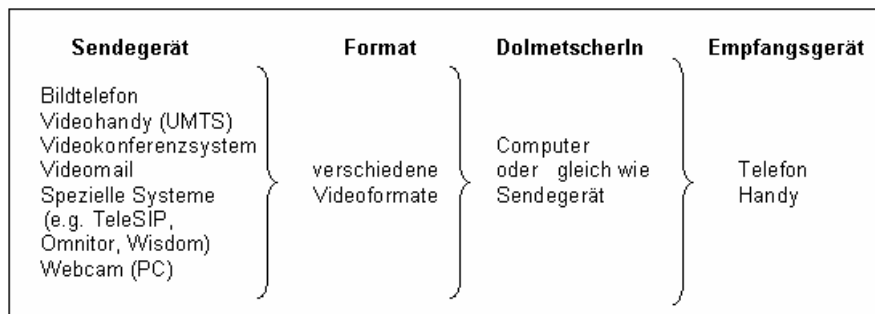 Sendegerät Format DolmetscherIn Empfangsgerät
Bildtelefon
Videohandy (UMTS)
Videokonferenzsystem
Videomail
Spezielle Systeme
(e.g. TeleSIP,
Omnitor, Wisdom)
Webcam (PC)
verschiedene
Videoformate
Computer
oder gleich wie
Sendegerät
Telefon
Handy